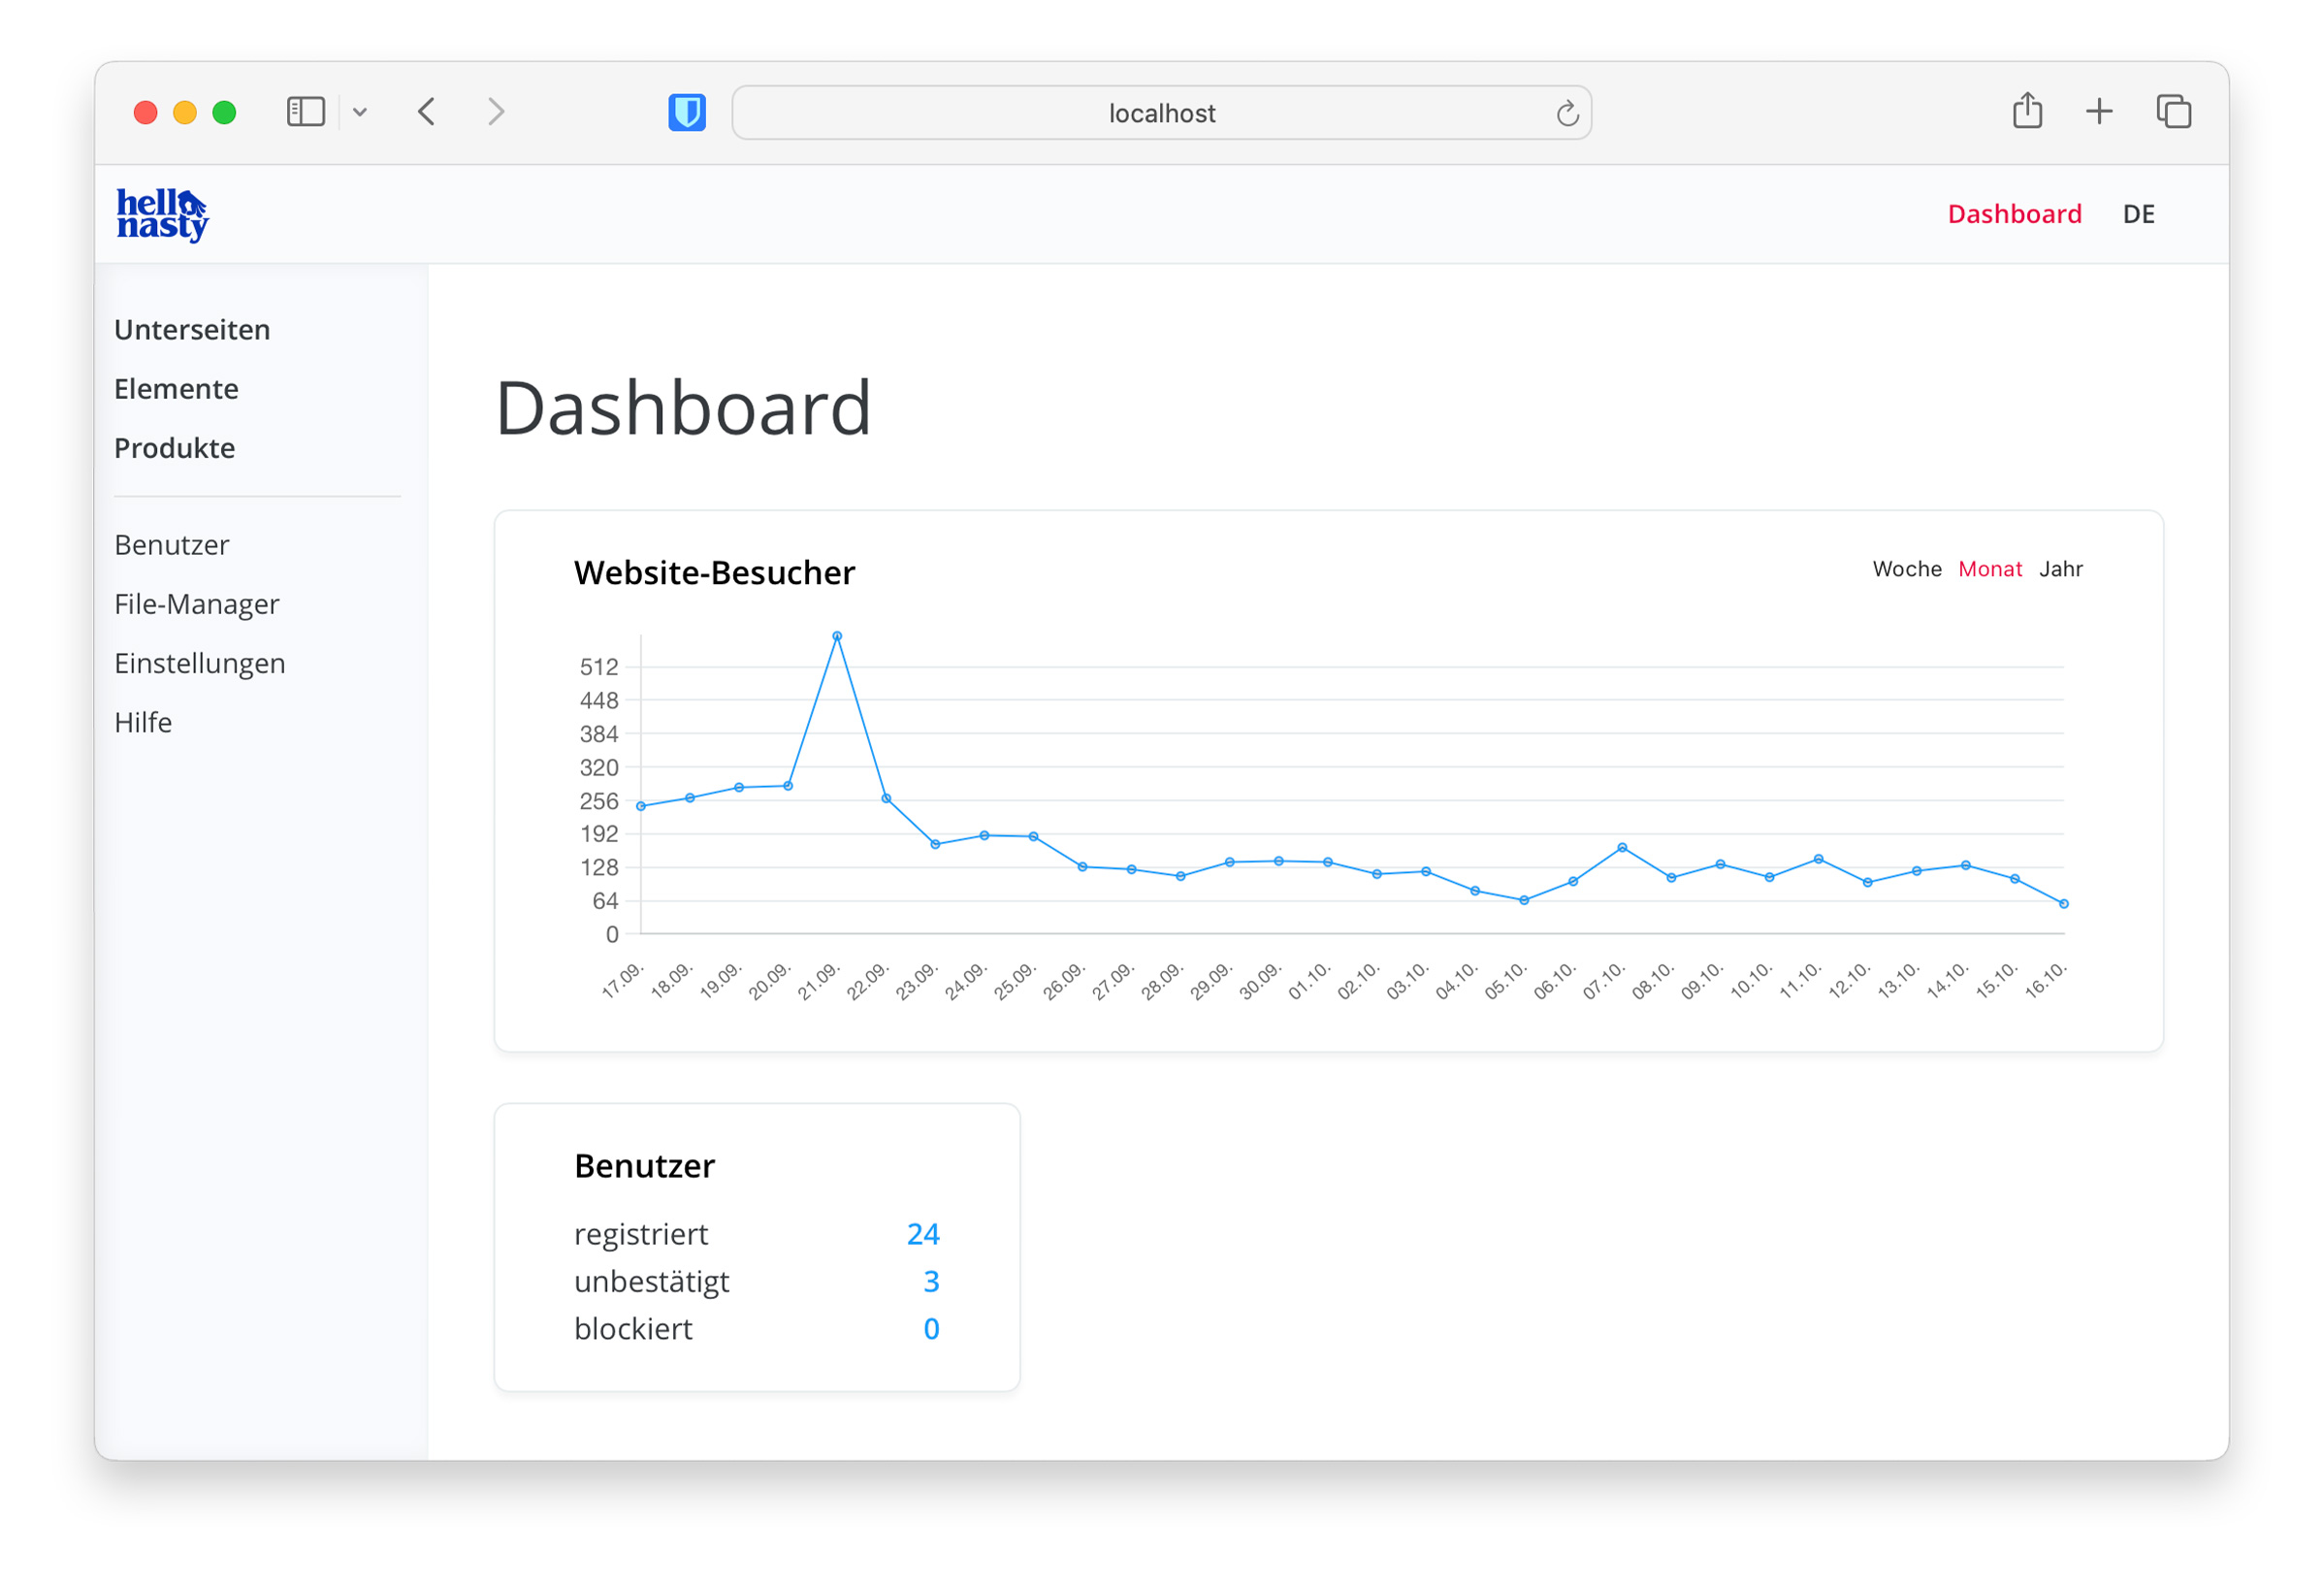 localhost
hello
nasty
Dashboard DE
Unterseiten
Elemente
Produkte
Benutzer
File-Manager
Einstellungen
Hilfe
Dashboard
Website-Besucher
Woche Monat Jahr
512
448
384
320
256
192
128
64
0
17.09. 18.09. 19.09. 20.09. 21.09. 22.09. 23.09. 24.09. 25.09. 26.09. 27.09. 28.09. 29.09. 30.09. 01.10. 02.10. 03.10. 04.10. 05.10. 06.10. 07.10. 08.10. 09.10. 10.10. 11.10. 12.10. 13.10. 14.10. 15.10. 16.10.
Benutzer
registriert 24
unbestätigt 3
blockiert 0